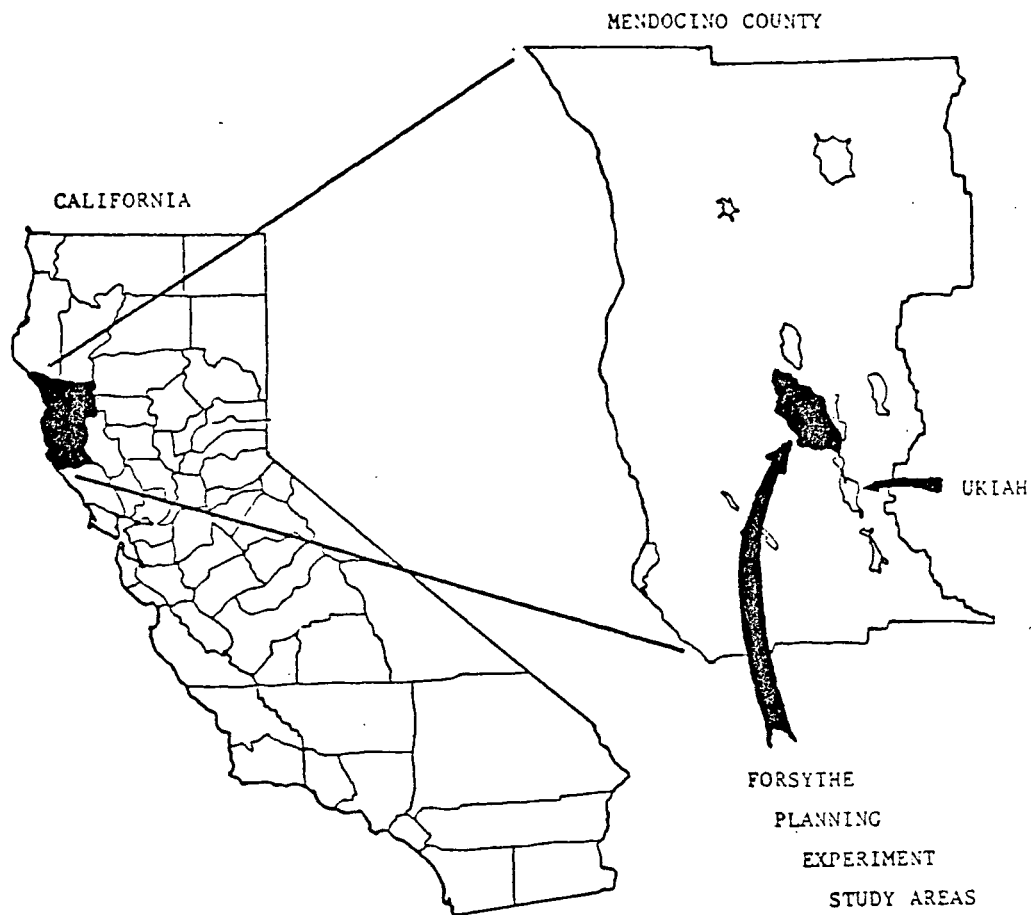 MENDOCINO COUNTY
CALIFORNIA
UKIAH
FORSYTHE
PLANNING
EXPERIMENT
STUDY AREAS